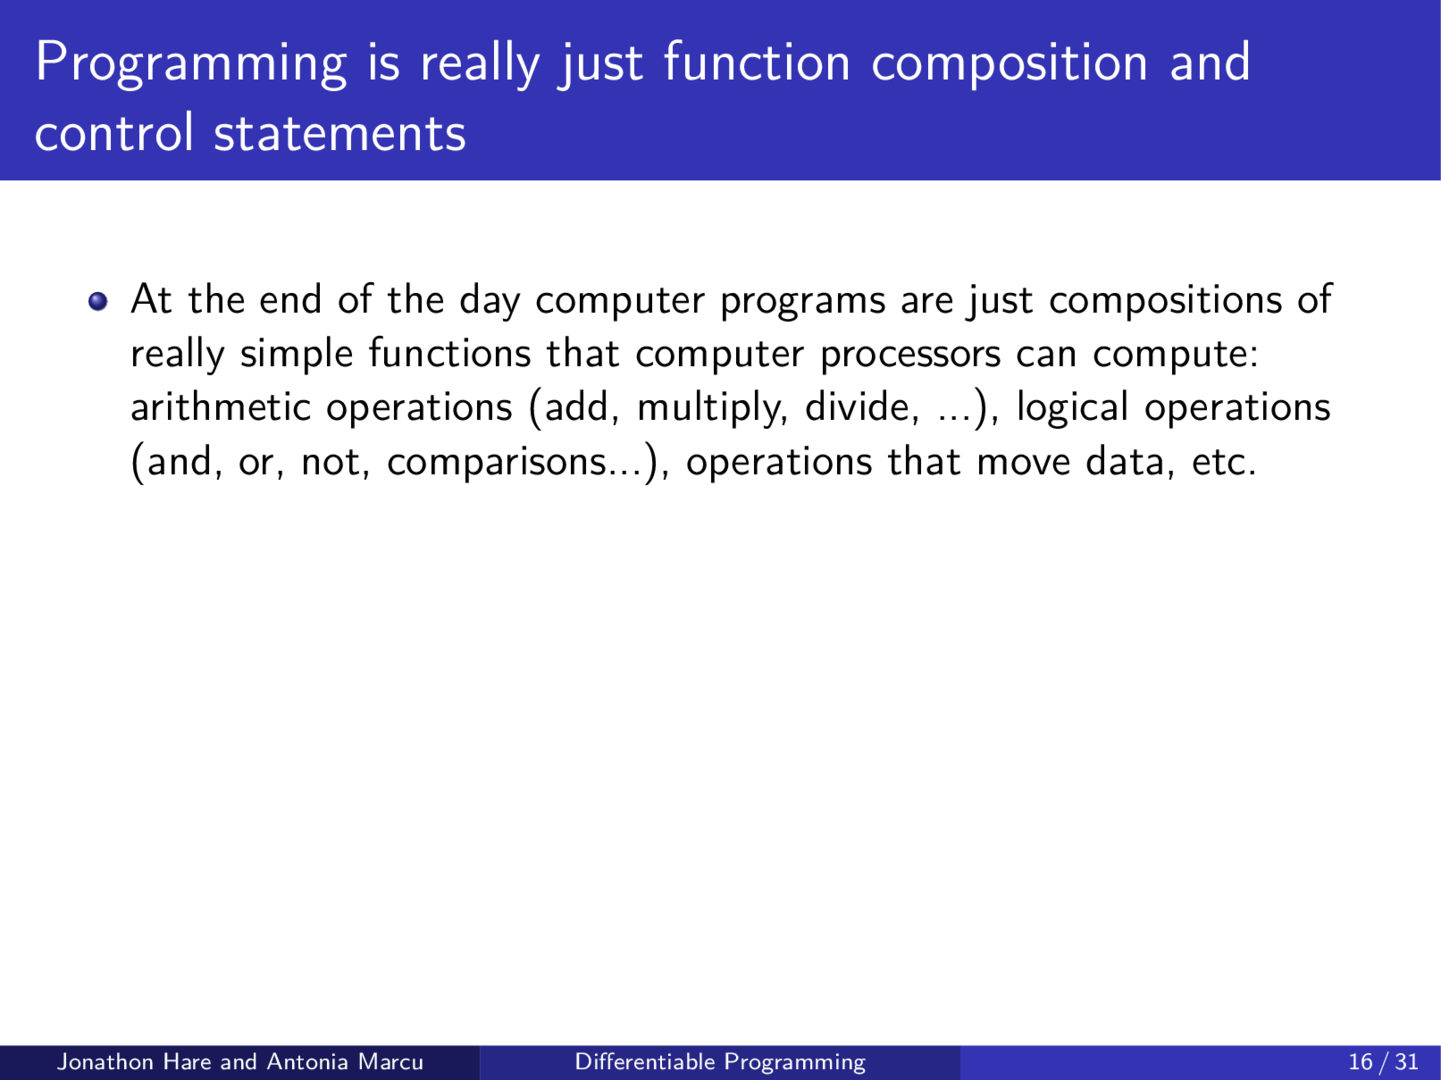 Programming is really just function composition and
control statements
At the end of the day computer programs are just compositions of
really simple functions that computer processors can compute:
arithmetic operations (add, multiply, divide, ...), logical operations
(and, or, not, comparisons...), operations that move data, etc.
Jonathon Hare and Antonia Marcu
Differentiable Programming
16 / 31